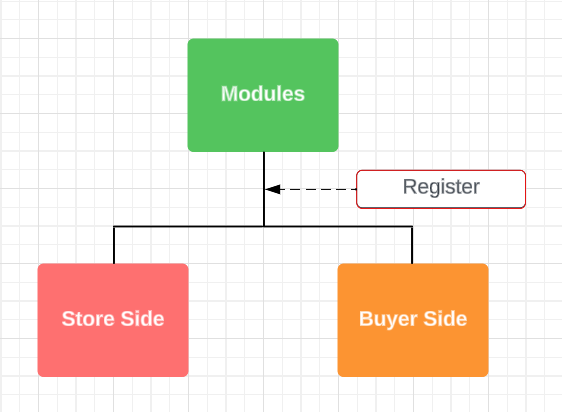 Modules
Register
Store Side
Buyer Side